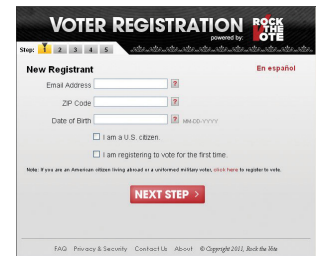 VOTER REGISTRATION
powered by:
ROCK
THE
VOTE
Step: 1 2 3 4 5
New Registrant
En español
Email Address ?
ZIP Code ?
Date of Birth ? MM-DD-YYYY
I am a U.S. citizen.
I am registering to vote for the first time.
Note: If you are an American citizen living abroad or a uniformed military voter, click here to register to vote.
NEXT STEP >
FAQ Privacy & Security Contact Us About © Copyright 2011, Rock the Vote